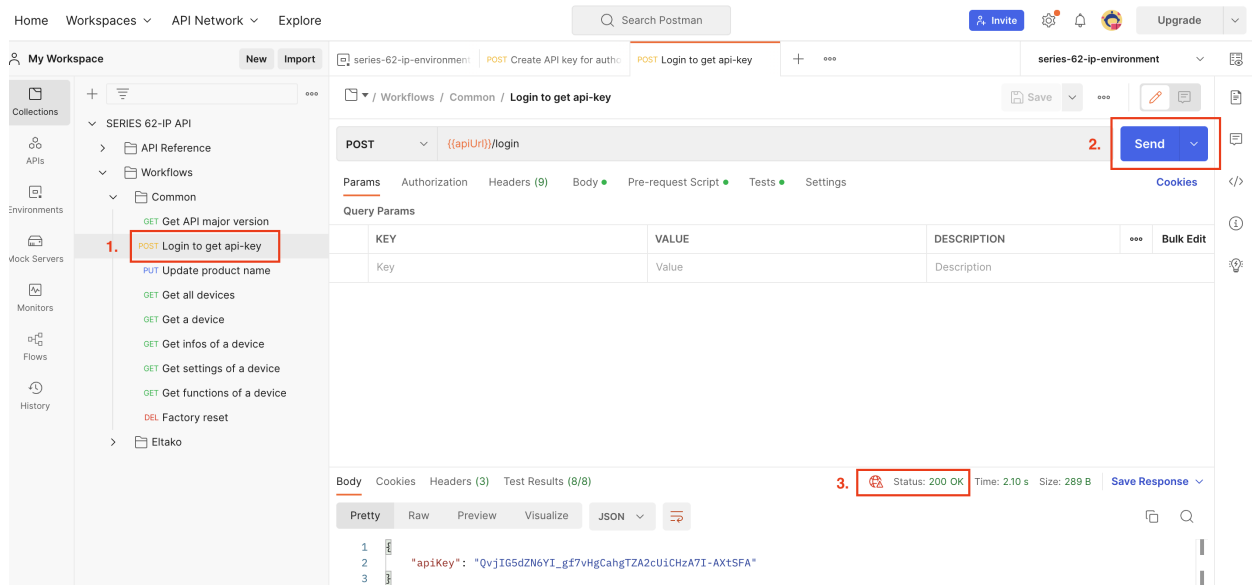 Home Workspaces API Network Explore Search Postman Invite Upgrade
My Workspace New Import series-62-ip-environment POST Create API key for autho POST Login to get api-key series-62-ip-environment
Collections
APIs
Environments
Mock Servers
Monitors
Flows
History
SERIES 62-IP API
API Reference
Workflows
Common
GET Get API major version
1. POST Login to get api-key
PUT Update product name
GET Get all devices
GET Get a device
GET Get infos of a device
GET Get settings of a device
GET Get functions of a device
DEL Factory reset
Eltako
/ Workflows / Common / Login to get api-key Save
POST {{apiUrl}}/login 2. Send
Params Authorization Headers (9) Body Pre-request Script Tests Settings Cookies
Query Params
KEY VALUE DESCRIPTION Bulk Edit
Key Value Description
Body Cookies Headers (3) Test Results (8/8) 3. Status: 200 OK Time: 2.10 s Size: 289 B Save Response
Pretty Raw Preview Visualize JSON
1 {
2 "apiKey": "QvjIG5dZN6YI_gf7vHgCahgTZA2cUiCHzA7I-AXtSFA"
3 }